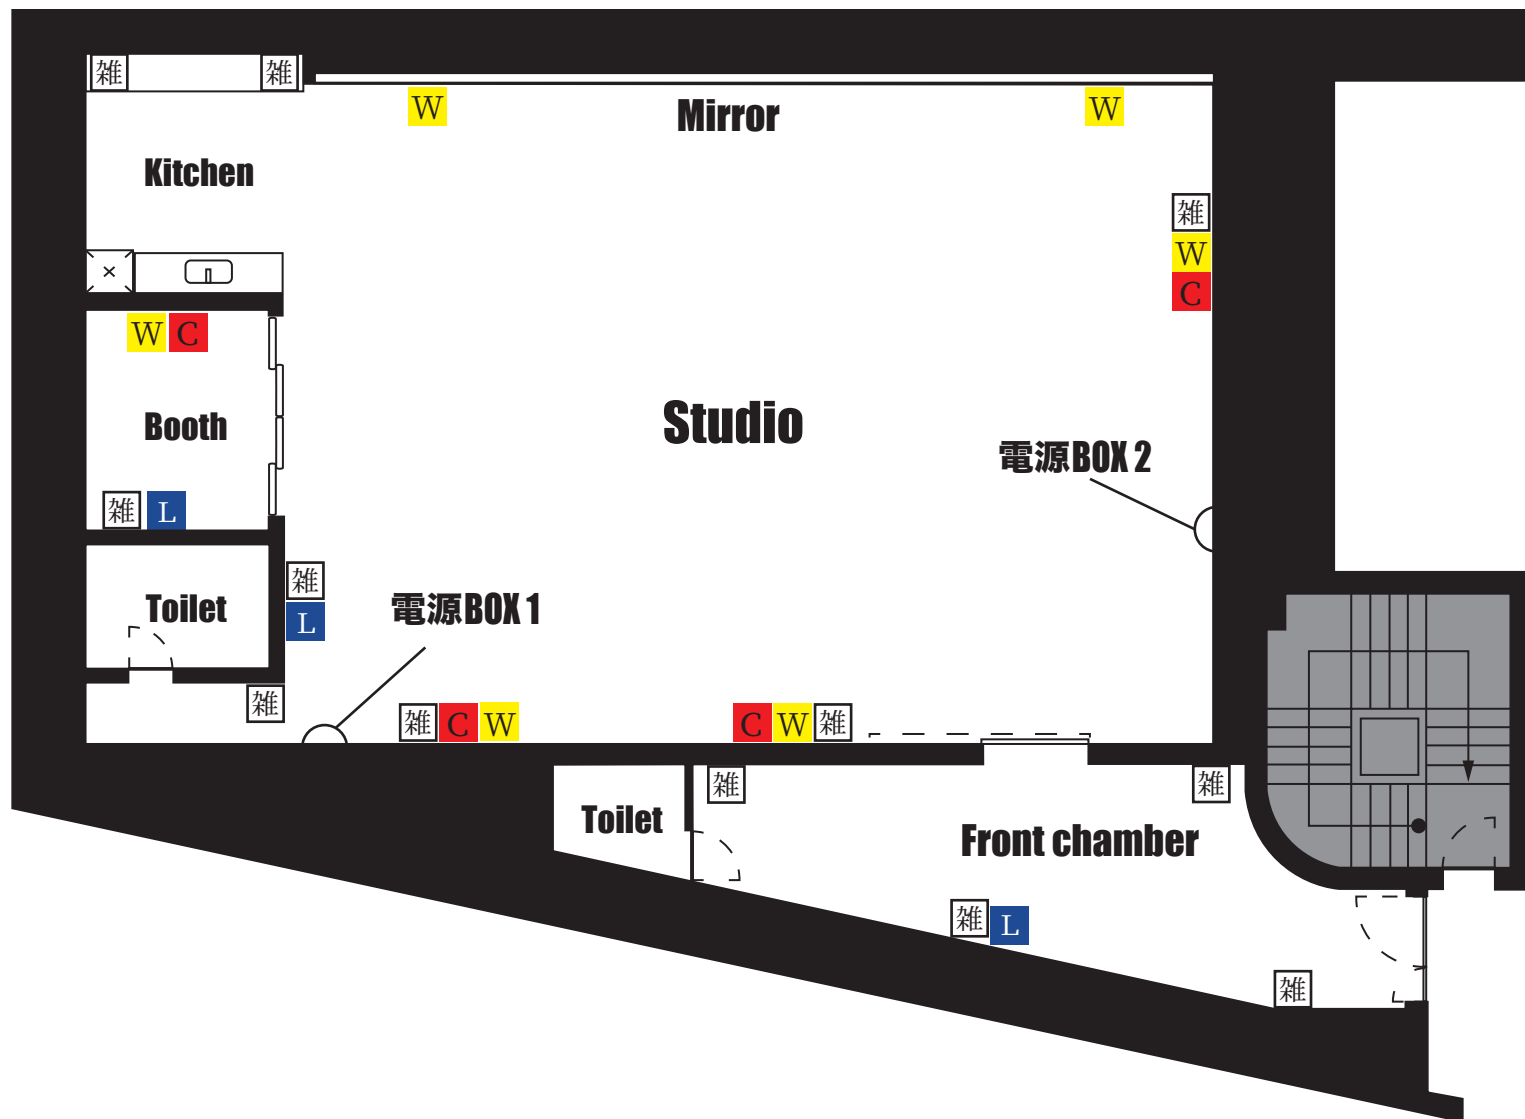 雑 雑
W Mirror W
Kitchen
雑
W
C
W C
Studio
Booth
電源BOX 2
雑 L
雑
L
Toilet
電源BOX 1
雑
雑 C W
C W 雑
雑
雑
Toilet
Front chamber
雑 L
雑